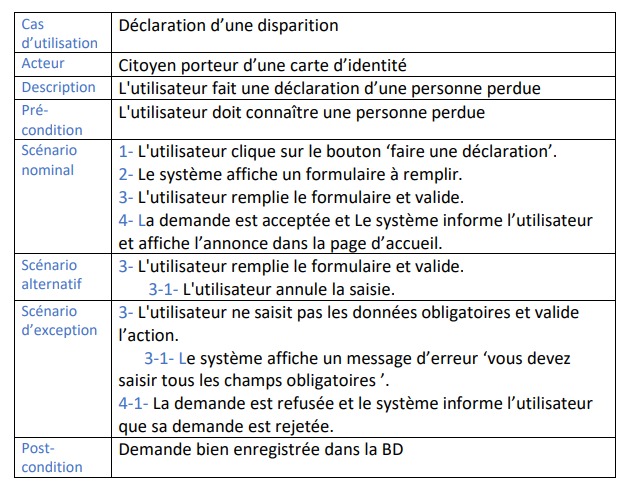 Cas
d’utilisation
Déclaration d’une disparition
Acteur
Citoyen porteur d’une carte d’identité
Description
L'utilisateur fait une déclaration d’une personne perdue
Pré-
condition
L'utilisateur doit connaître une personne perdue
Scénario
nominal
1- L'utilisateur clique sur le bouton ‘faire une déclaration’.
2- Le système affiche un formulaire à remplir.
3- L'utilisateur remplie le formulaire et valide.
4- La demande est acceptée et Le système informe l’utilisateur
et affiche l’annonce dans la page d’accueil.
Scénario
alternatif
3- L'utilisateur remplie le formulaire et valide.
3-1- L'utilisateur annule la saisie.
Scénario
d’exception
3- L'utilisateur ne saisit pas les données obligatoires et valide
l’action.
3-1- Le système affiche un message d’erreur ‘vous devez
saisir tous les champs obligatoires ’.
4-1- La demande est refusée et le système informe l’utilisateur
que sa demande est rejetée.
Post-
condition
Demande bien enregistrée dans la BD